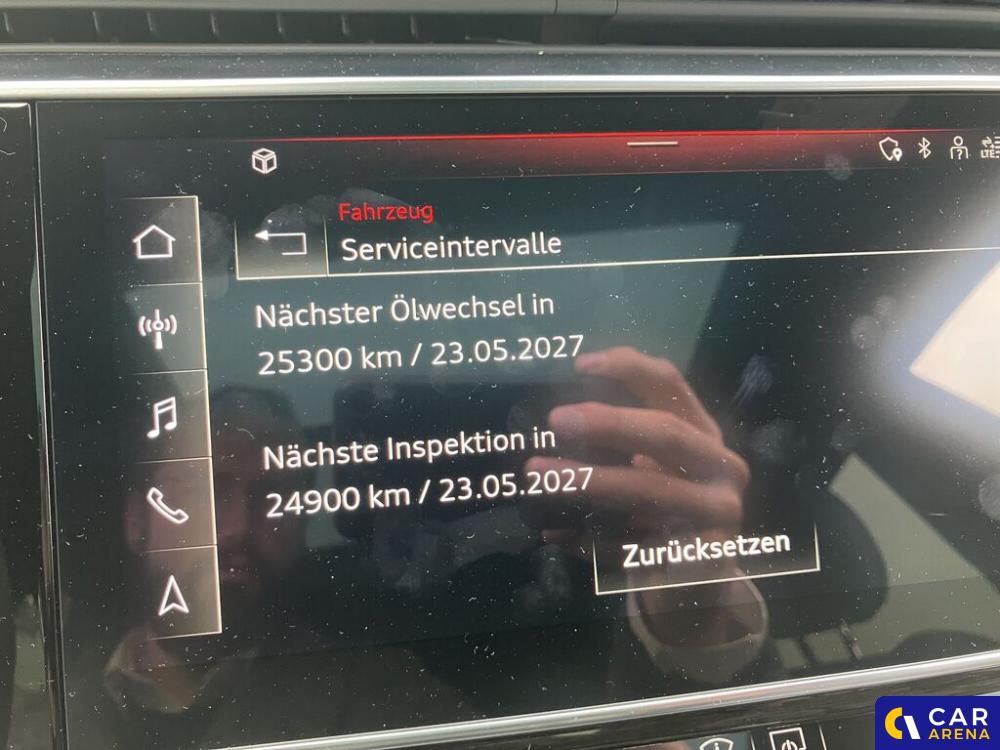 LTE
Fahrzeug
Serviceintervalle
Nächster Ölwechsel in
25300 km / 23.05.2027
Nächste Inspektion in
24900 km / 23.05.2027
Zurücksetzen
CAR
ARENA